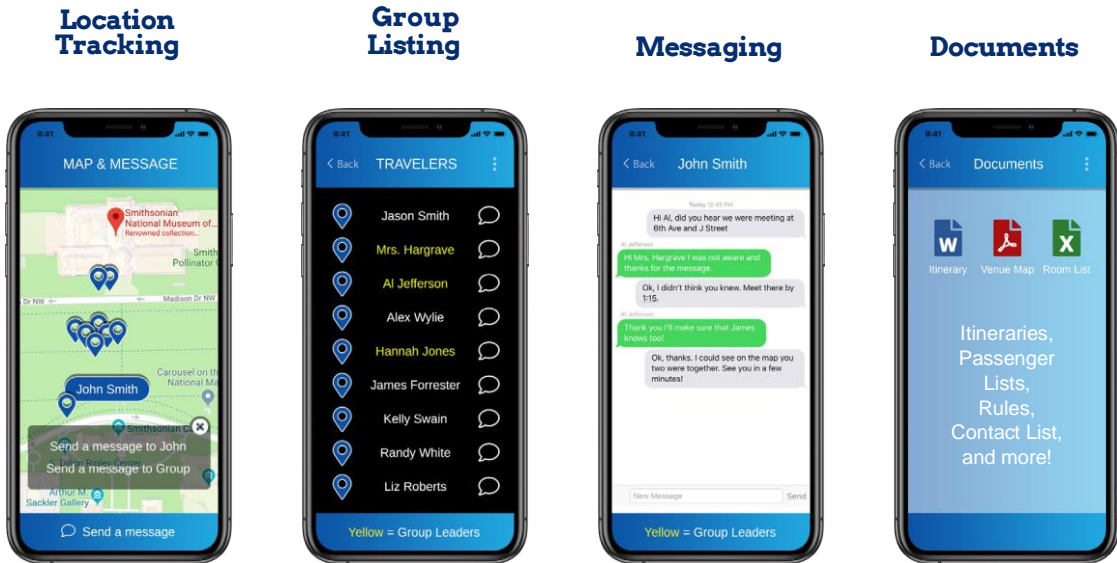 Location
Tracking
Group
Listing
Messaging
Documents
9:41
MAP & MESSAGE
Smithsonian
National Museum of...
Renowned collection...
Smith
Pollinator
Dr NW
Madison Dr NW
Carousel on th
National Ma
John Smith
Smithsonian Ca
Send a message to John
S. Dillon Ripley Center
Send a message to Group
Arthur M.
Sackler Gallery
Send a message
9:41
< Back TRAVELERS
Jason Smith
Mrs. Hargrave
Al Jefferson
Alex Wylie
Hannah Jones
James Forrester
Kelly Swain
Randy White
Liz Roberts
Yellow = Group Leaders
9:41
< Back John Smith
Today 12:45 PM
Hi Al, did you hear we were meeting at
6th Ave and J Street
Al Jefferson
Hi Mrs. Hargrave I was not aware and
thanks for the message.
Ok, I didn't think you knew. Meet there by
1:15.
Al Jefferson
Thank you I'll make sure that James
knows too!
Ok, thanks. I could see on the map you
two were together. See you in a few
minutes!
New Message Send
Yellow = Group Leaders
9:41
< Back Documents
W
X
Itinerary Venue Map Room List
Itineraries,
Passenger
Lists,
Rules,
Contact List,
and more!